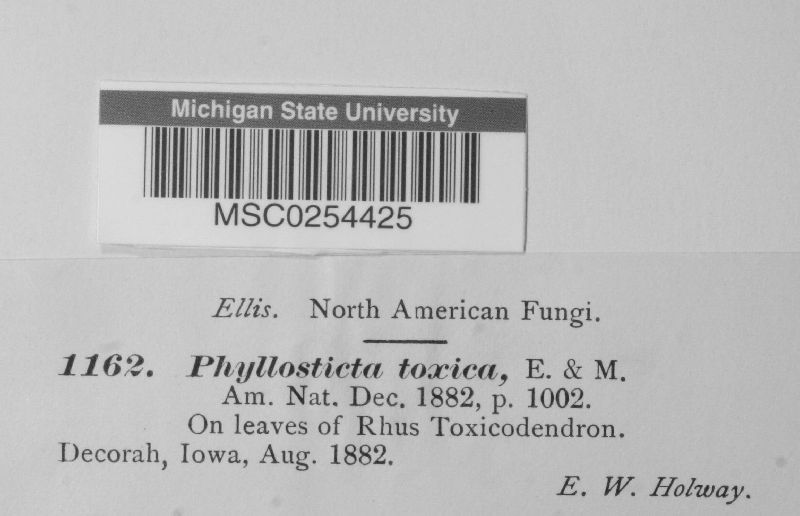 Michigan State University
MSC0254425
Ellis. North American Fungi.
1162. Phyllosticta toxica, E. & M.
Am. Nat. Dec. 1882, p. 1002.
On leaves of Rhus Toxicodendron.
Decorah, Iowa, Aug. 1882.
E. W. Holway.